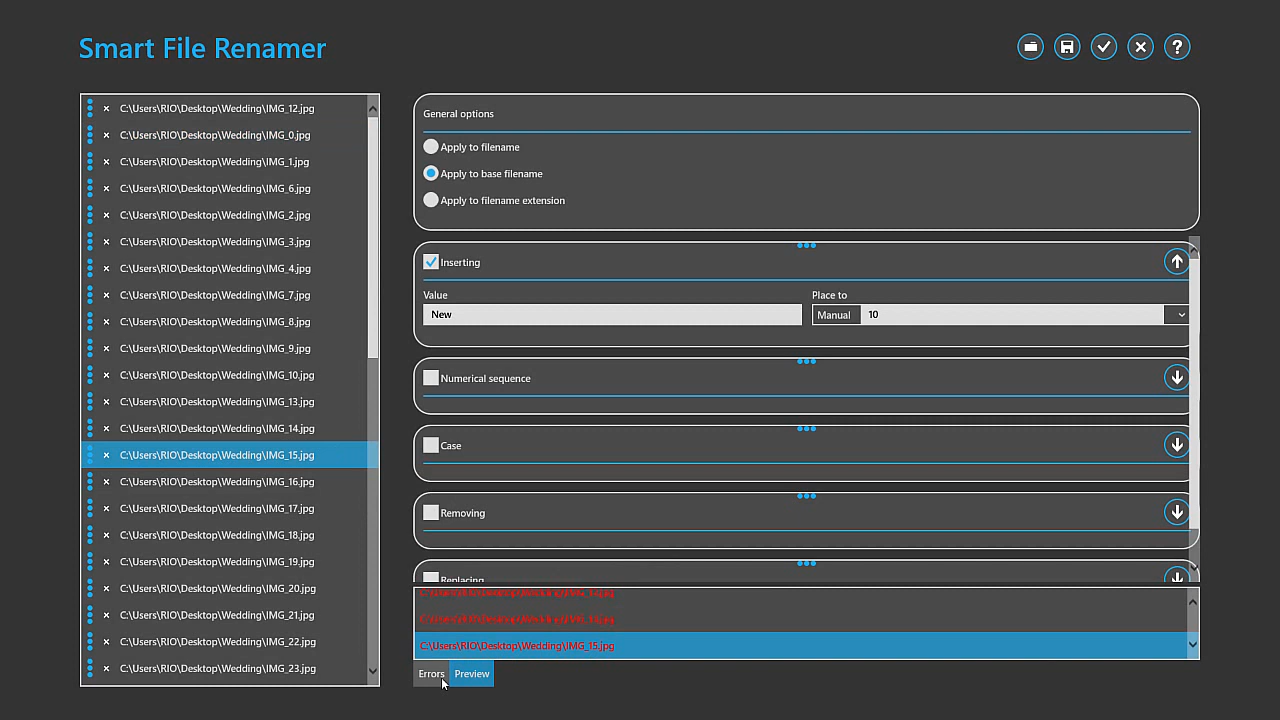 Smart File Renamer
?
C:\Users\RIO\Desktop\Wedding\IMG_12.jpg
C:\Users\RIO\Desktop\Wedding\IMG_0.jpg
C:\Users\RIO\Desktop\Wedding\IMG_1.jpg
C:\Users\RIO\Desktop\Wedding\IMG_6.jpg
C:\Users\RIO\Desktop\Wedding\IMG_2.jpg
C:\Users\RIO\Desktop\Wedding\IMG_3.jpg
C:\Users\RIO\Desktop\Wedding\IMG_4.jpg
C:\Users\RIO\Desktop\Wedding\IMG_7.jpg
C:\Users\RIO\Desktop\Wedding\IMG_8.jpg
C:\Users\RIO\Desktop\Wedding\IMG_9.jpg
C:\Users\RIO\Desktop\Wedding\IMG_10.jpg
C:\Users\RIO\Desktop\Wedding\IMG_13.jpg
C:\Users\RIO\Desktop\Wedding\IMG_14.jpg
C:\Users\RIO\Desktop\Wedding\IMG_15.jpg
C:\Users\RIO\Desktop\Wedding\IMG_16.jpg
C:\Users\RIO\Desktop\Wedding\IMG_17.jpg
C:\Users\RIO\Desktop\Wedding\IMG_18.jpg
C:\Users\RIO\Desktop\Wedding\IMG_19.jpg
C:\Users\RIO\Desktop\Wedding\IMG_20.jpg
C:\Users\RIO\Desktop\Wedding\IMG_21.jpg
C:\Users\RIO\Desktop\Wedding\IMG_22.jpg
C:\Users\RIO\Desktop\Wedding\IMG_23.jpg
General options
Apply to filename
Apply to base filename
Apply to filename extension
Inserting
Value
Place to
New
Manual
10
Numerical sequence
Case
Removing
Replacing
C:\Users\RIO\Desktop\Wedding\IMG_15.jpg
Errors
Preview